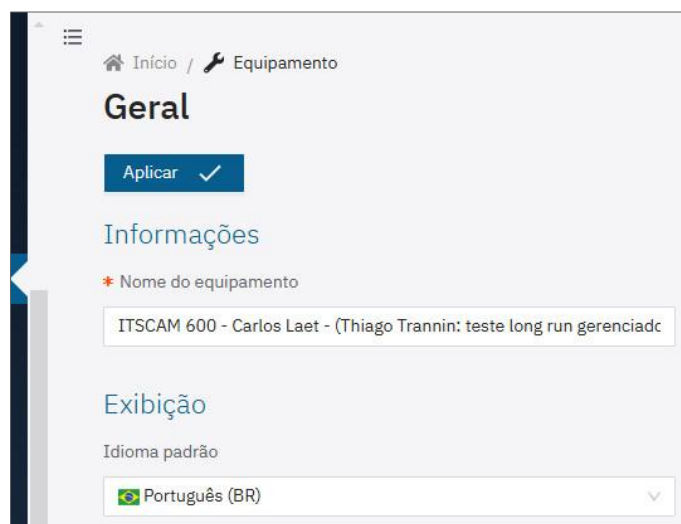 Início / Equipamento
Geral
Aplicar
Informações
* Nome do equipamento
ITSCAM 600 - Carlos Laet - (Thiago Trannin: teste long run gerenciado
Exibição
Idioma padrão
Português (BR)